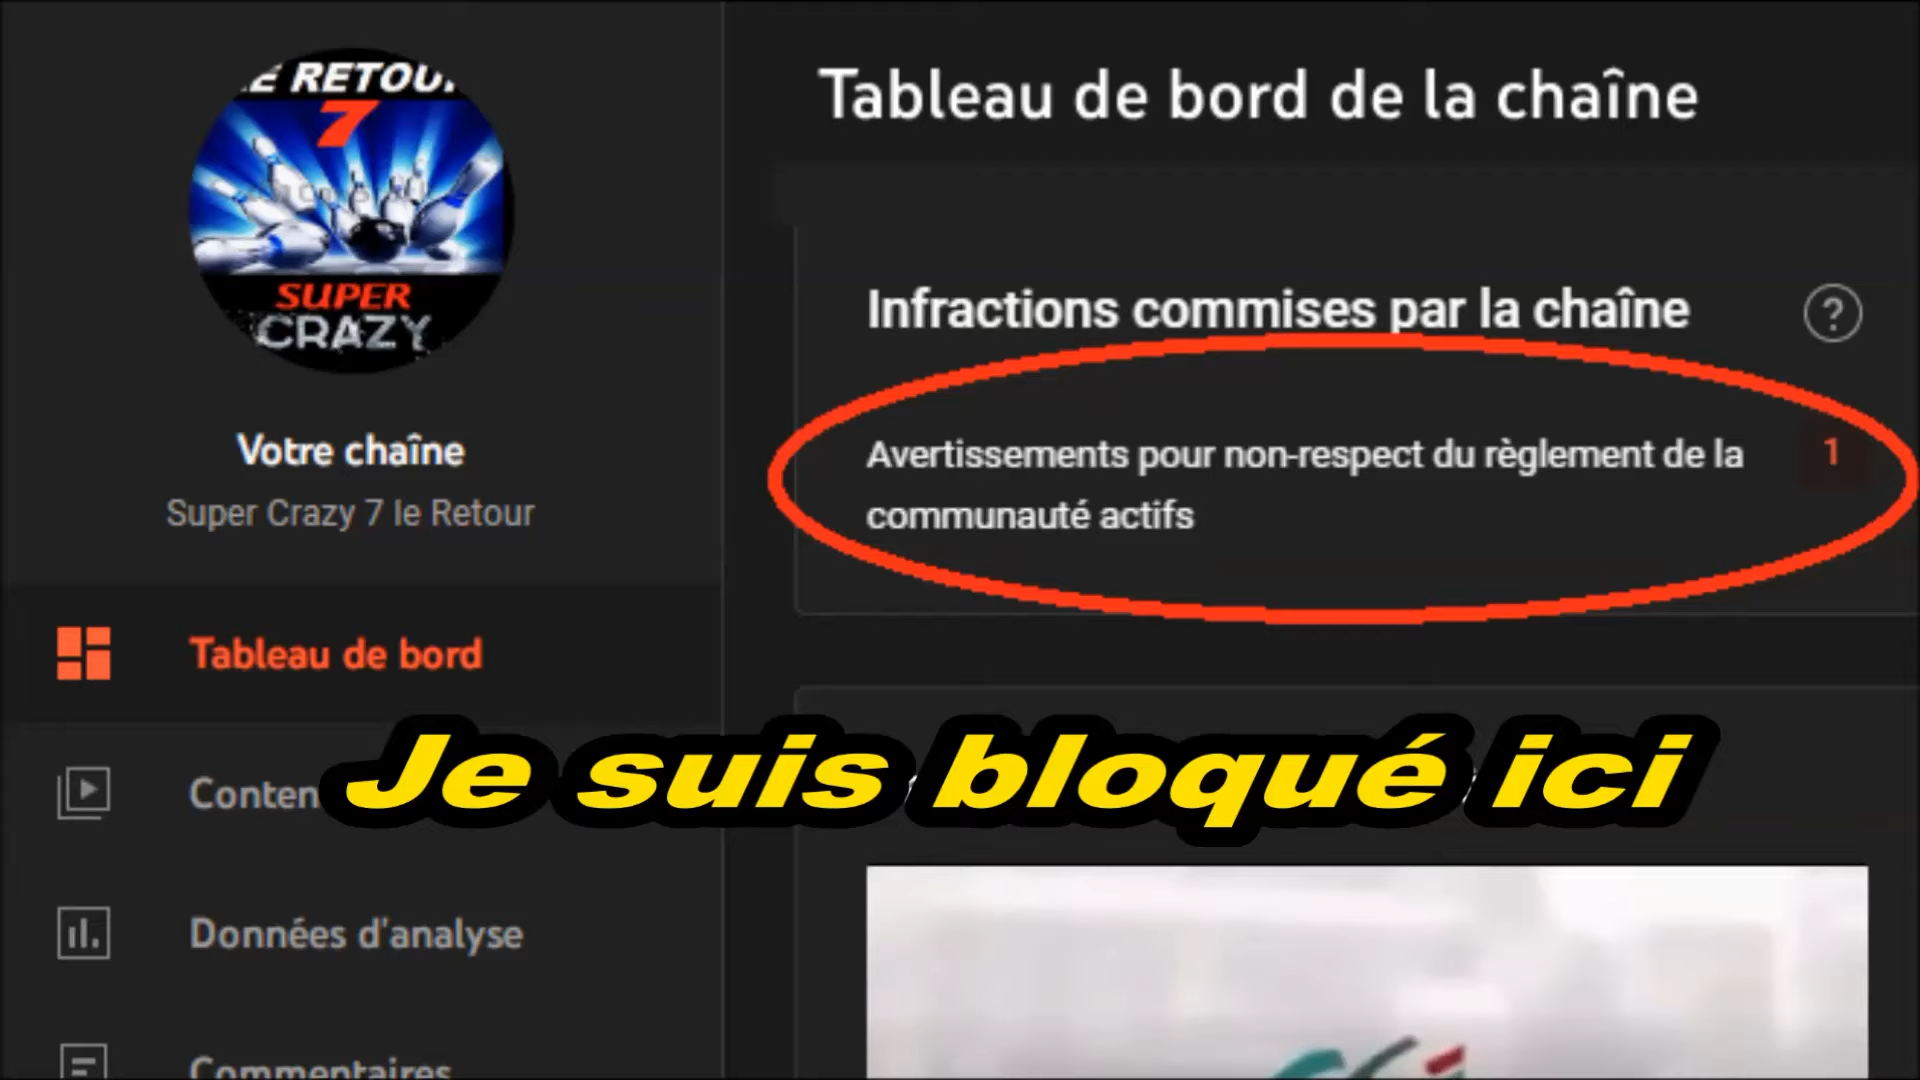 LE RETOUR
7
SUPER
CRAZY
Votre chaîne
Super Crazy 7 le Retour
Tableau de bord
Données d'analyse
Commentaires
Tableau de bord de la chaîne
Infractions commises par la chaîne
?
Avertissements pour non-respect du règlement de la
1
communauté actifs
Je suis bloqué ici